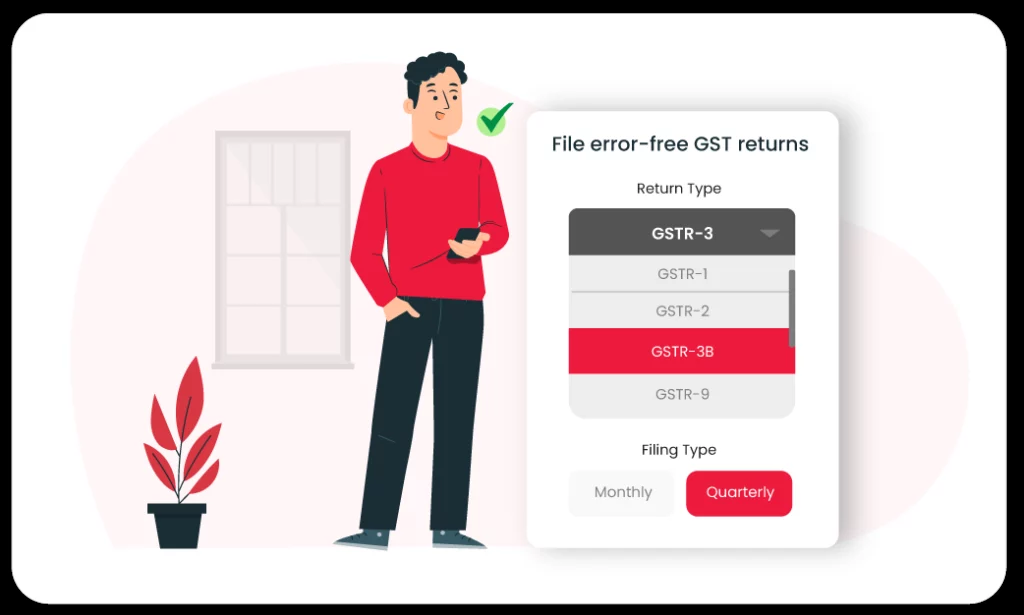 File error-free GST returns
Return Type
GSTR-3
GSTR-1
GSTR-2
GSTR-3B
GSTR-9
Filing Type
Monthly Quarterly